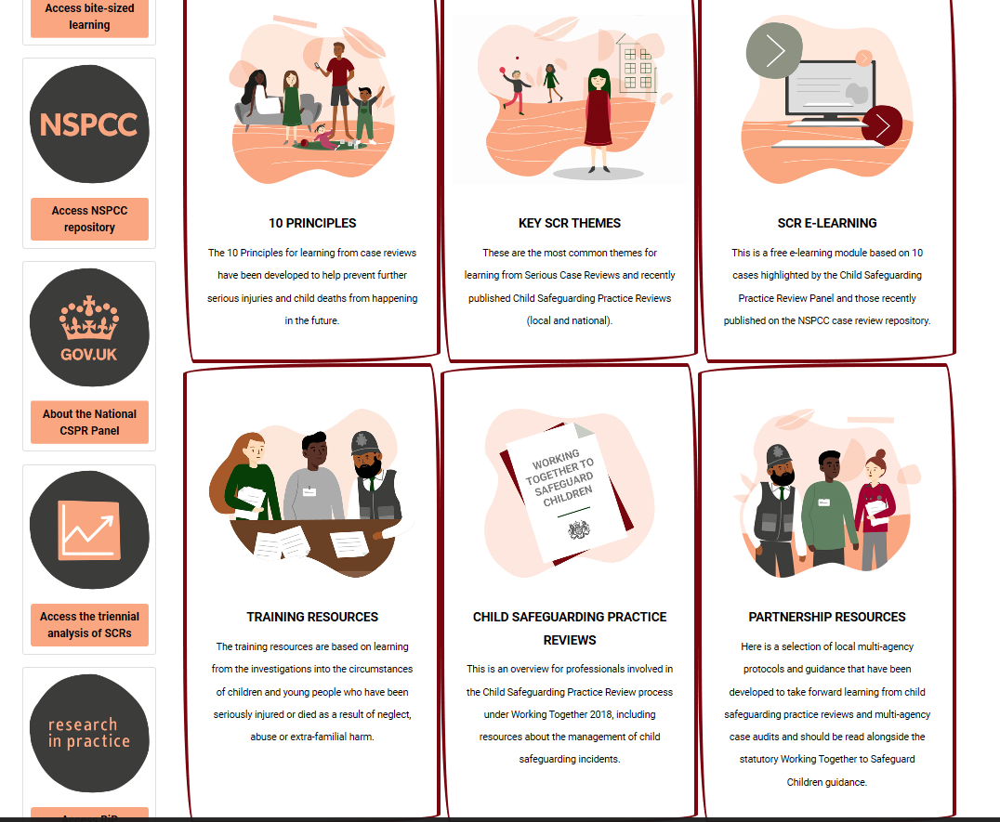 Access bite-sized
learning
NSPCC
Access NSPCC
repository
GOV.UK
About the National
CSPR Panel
Access the triennial
analysis of SCRs
research
in practice
10 PRINCIPLES
The 10 Principles for learning from case reviews
have been developed to help prevent further
serious injuries and child deaths from happening
in the future.
KEY SCR THEMES
These are the most common themes for
learning from Serious Case Reviews and recently
published Child Safeguarding Practice Reviews
(local and national).
SCR E-LEARNING
This is a free e-learning module based on 10
cases highlighted by the Child Safeguarding
Practice Review Panel and those recently
published on the NSPCC case review repository.
TRAINING RESOURCES
The training resources are based on learning
from the investigations into the circumstances
of children and young people who have been
seriously injured or died as a result of neglect,
abuse or extra-familial harm.
WORKING
TOGETHER TO
SAFEGUARD
CHILDREN
CHILD SAFEGUARDING PRACTICE
REVIEWS
This is an overview for professionals involved in
the Child Safeguarding Practice Review process
under Working Together 2018, including
resources about the management of child
safeguarding incidents.
PARTNERSHIP RESOURCES
Here is a selection of local multi-agency
protocols and guidance that have been
developed to take forward learning from child
safeguarding practice reviews and multi-agency
case audits and should be read alongside the
statutory Working Together to Safeguard
Children guidance.